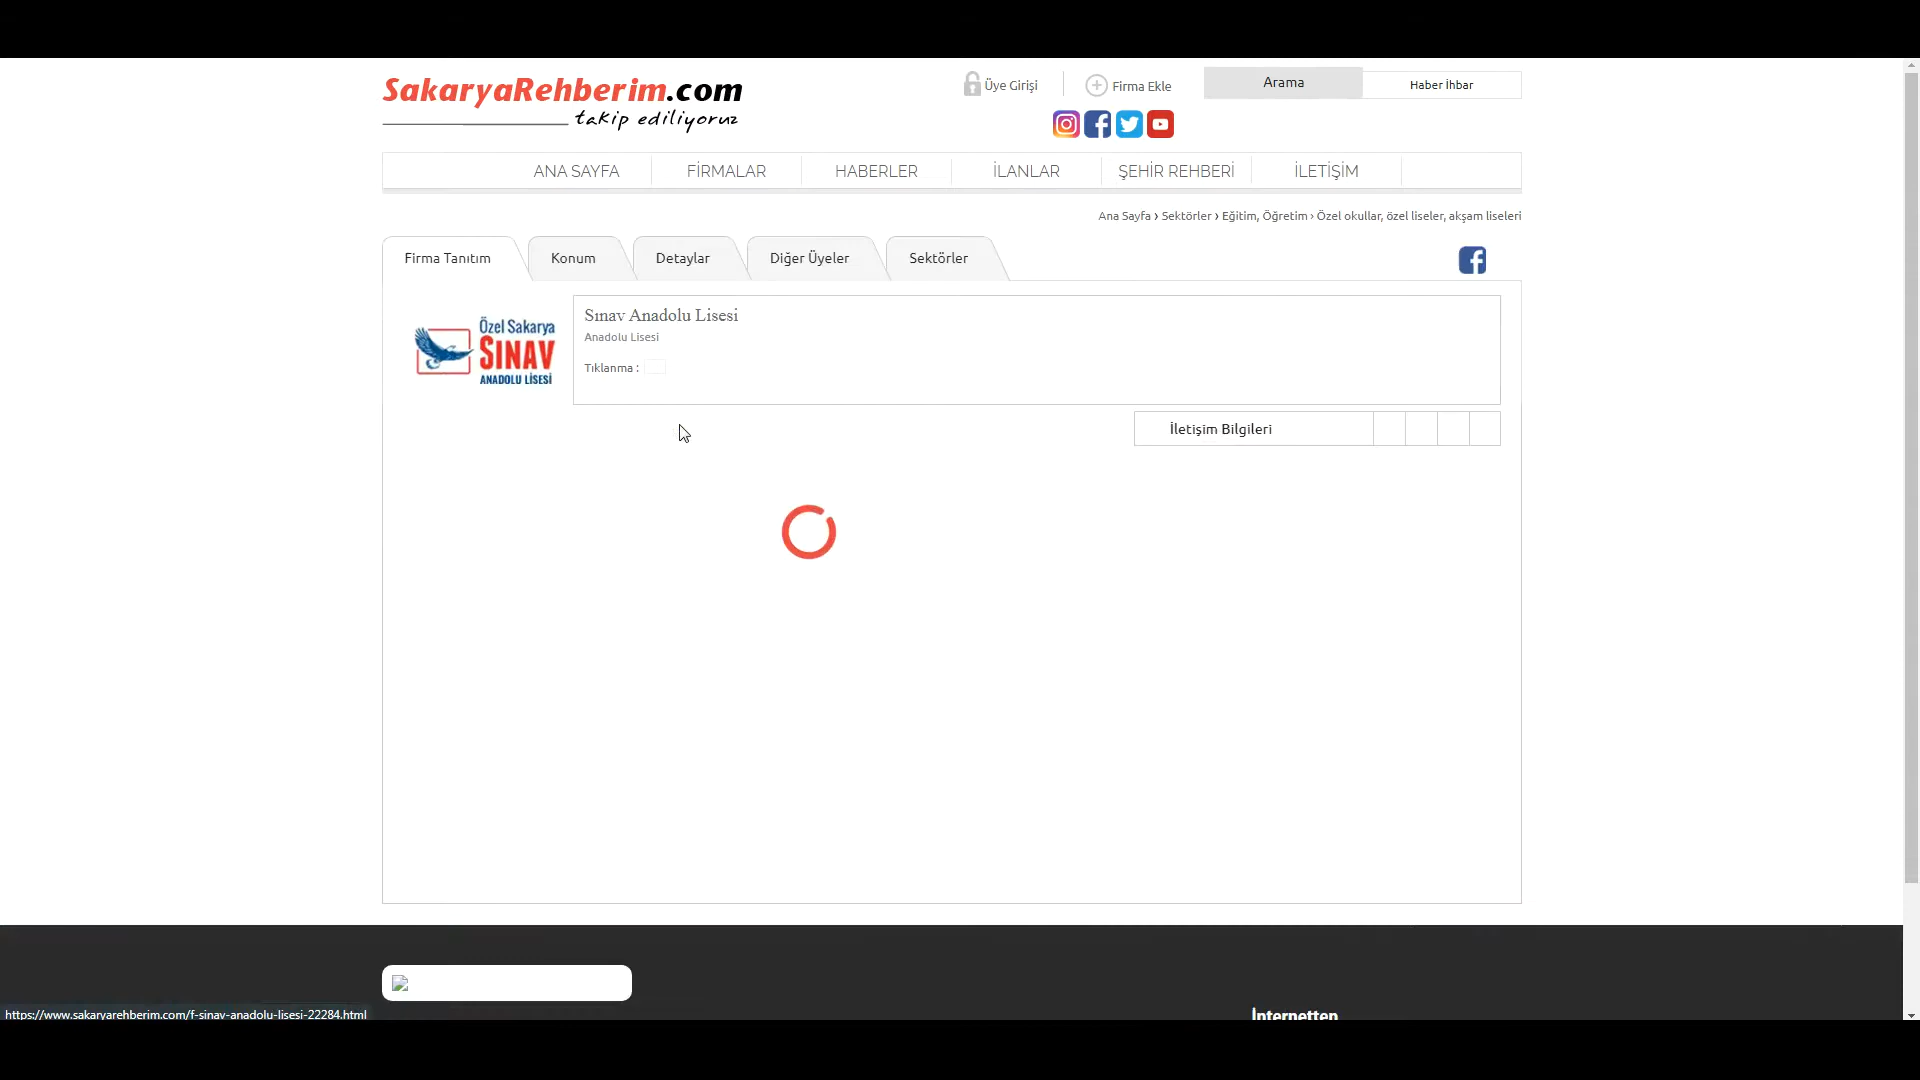 SakaryaRehberim.com
takip ediliyoruz
Üye Girişi
Firma Ekle
Arama
Haber İhbar
ANA SAYFA
FİRMALAR
HABERLER
İLANLAR
ŞEHİR REHBERİ
İLETİŞİM
Ana Sayfa › Sektörler › Eğitim, Öğretim › Özel okullar, özel liseler, akşam liseleri
Firma Tanıtım
Konum
Detaylar
Diğer Üyeler
Sektörler
Özel Sakarya
SINAV
ANADOLU LİSESİ
Sınav Anadolu Lisesi
Anadolu Lisesi
Tıklanma :
İletişim Bilgileri
https://www.sakaryarehberim.com/f-sinav-anadolu-lisesi-22284.html
İnternetten